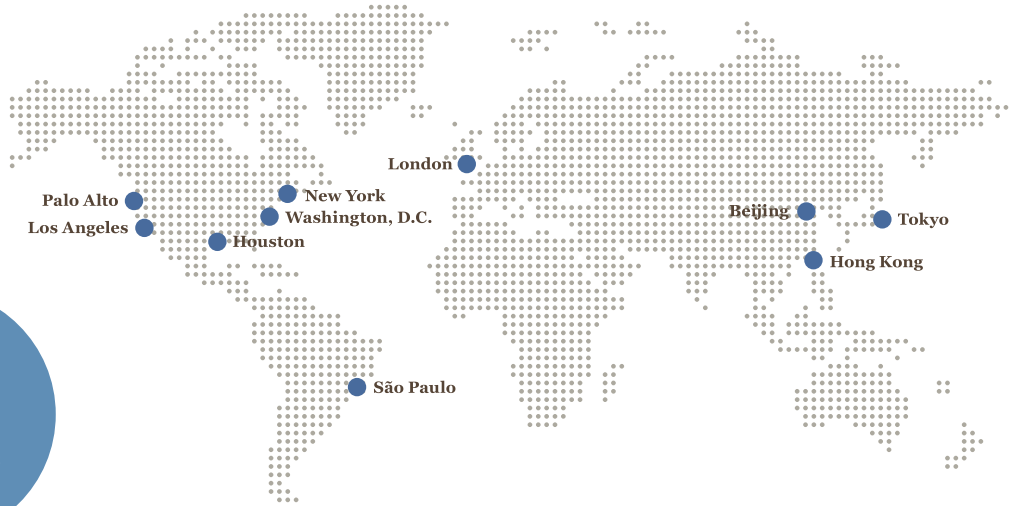 London
New York
Palo Alto
Beijing
Washington, D.C.
Tokyo
Los Angeles
Houston
Hong Kong
São Paulo